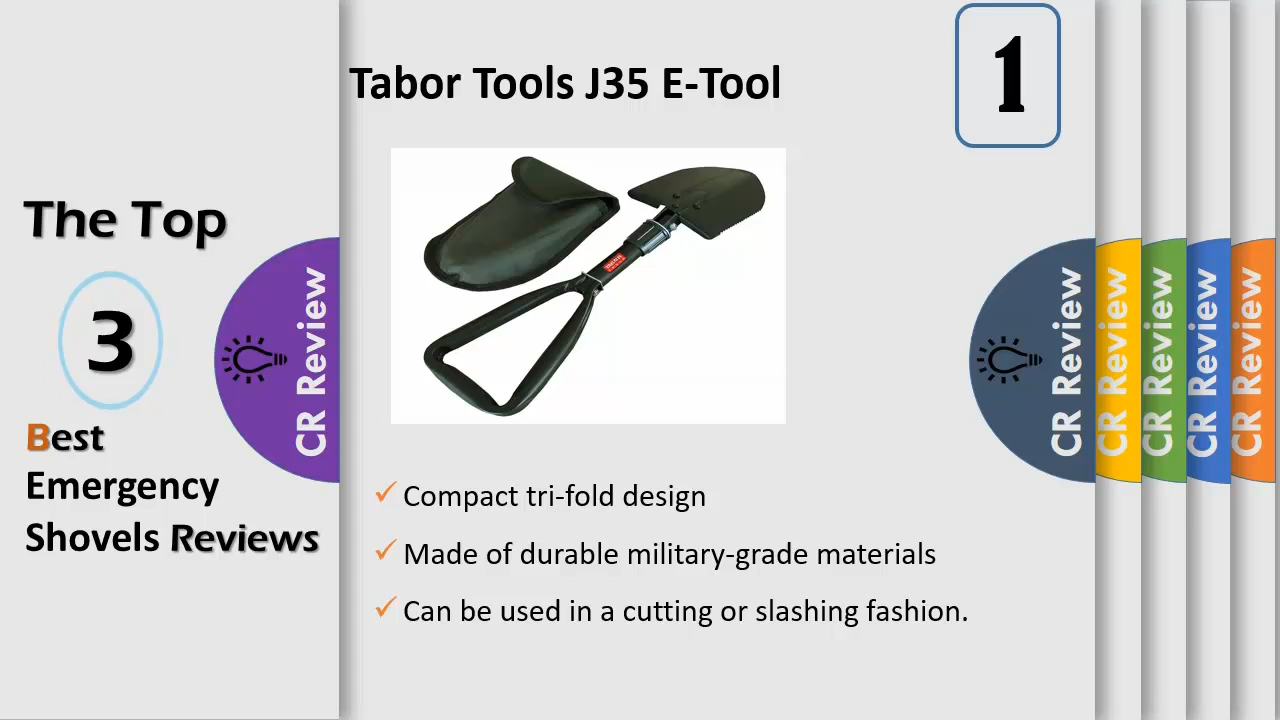 Tabor Tools J35 E-Tool
1
The Top
3
Best
Emergency
Shovels Reviews
CR Review
Compact tri-fold design
Made of durable military-grade materials
Can be used in a cutting or slashing fashion.
CR Review
CR Review
CR Review
CR Review
CR Review